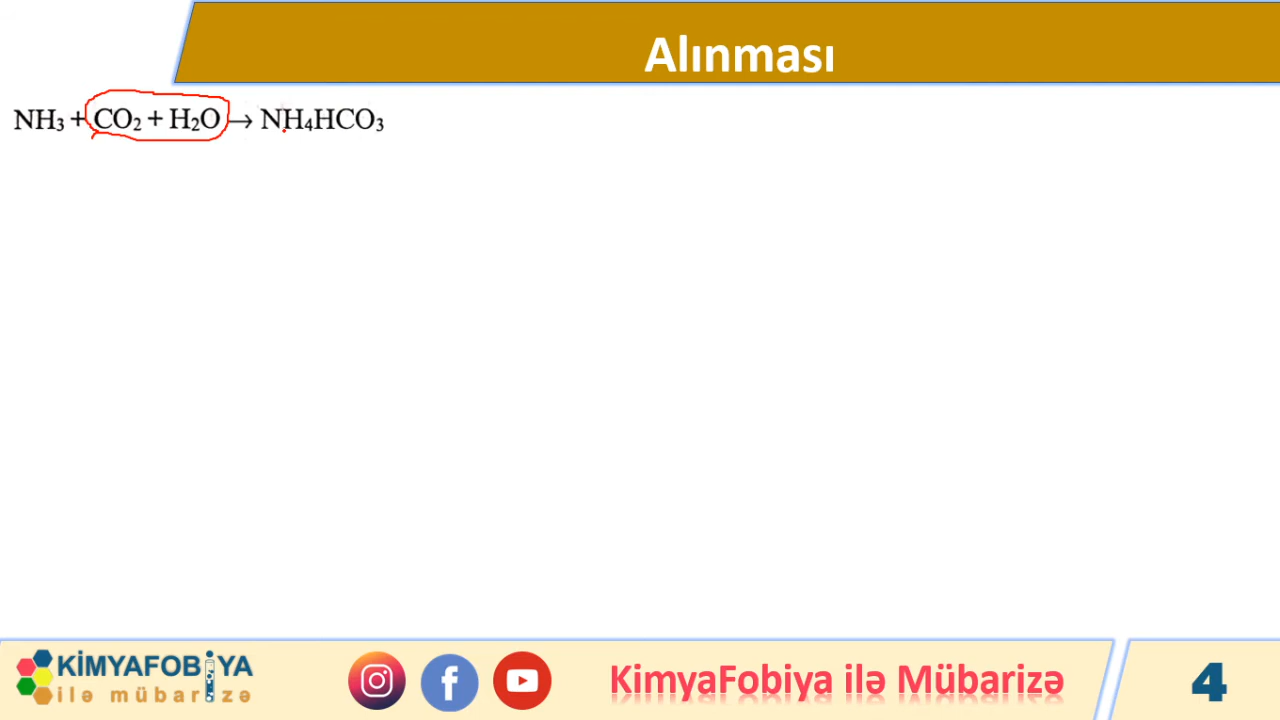 Alınması
NH₃ + CO₂ + H₂O → NH₄HCO₃
KİMYAFOBİYA
ilə mübarizə
KimyaFobiya ilə Mübarizə
4